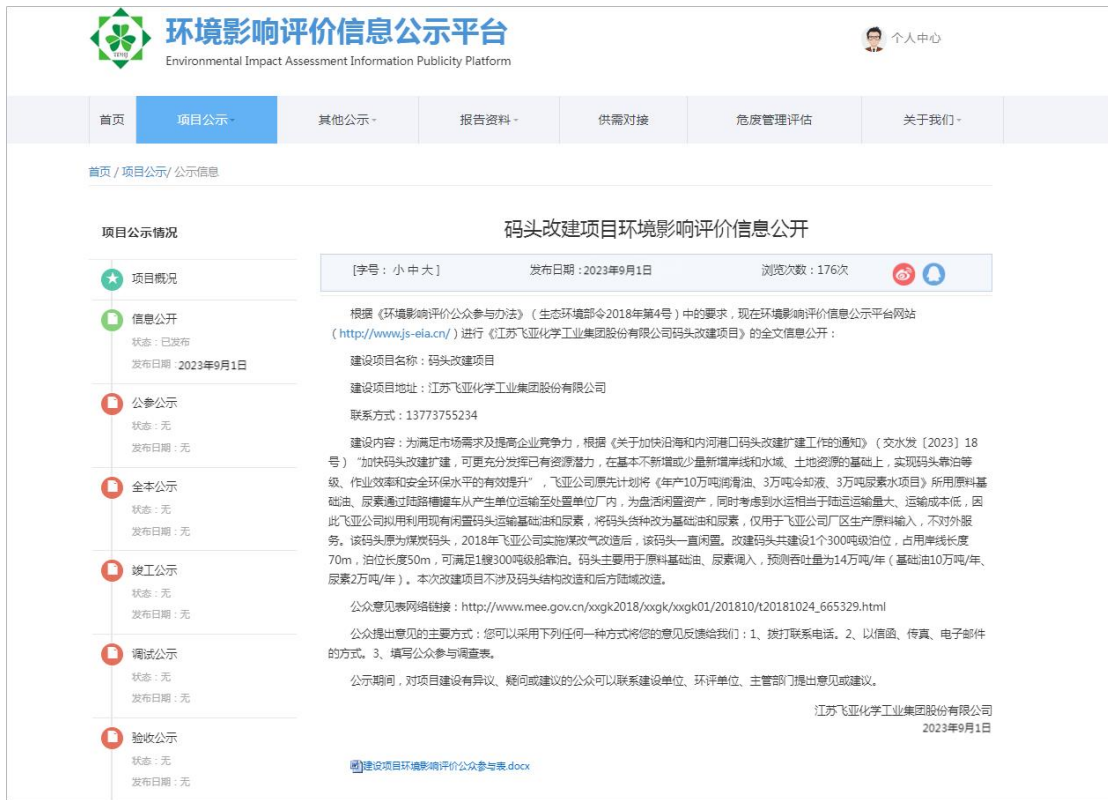 环境影响评价信息公示平台
Environmental Impact Assessment Information Publicity Platform
个人中心
首页 项目公示 其他公示 报告资料 供需对接 危废管理评估 关于我们
首页 / 项目公示/ 公示信息
项目公示情况
项目概况
信息公开
状态：已发布
发布日期：2023年9月1日
公参公示
状态：无
发布日期：无
全本公示
状态：无
发布日期：无
竣工公示
状态：无
发布日期：无
调试公示
状态：无
发布日期：无
验收公示
状态：无
发布日期：无
码头改建项目环境影响评价信息公开
[字号：小 中 大] 发布日期：2023年9月1日 浏览次数：176次
根据《环境影响评价公众参与办法》（生态环境部令2018年第4号）中的要求，现在环境影响评价信息公示平台网站
（http://www.js-eia.cn/）进行《江苏飞亚化学工业集团股份有限公司码头改建项目》的全文信息公开：
建设项目名称：码头改建项目
建设项目地址：江苏飞亚化学工业集团股份有限公司
联系方式：13773755234
建设内容：为满足市场需求及提高企业竞争力，根据《关于加快沿海和内河港口码头改建扩建工作的通知》（交水发［2023］18
号）“加快码头改建扩建，可更充分发挥已有资源潜力，在基本不新增或少量新增岸线和水域、土地资源的基础上，实现码头靠泊等
级、作业效率和安全环保水平的有效提升”，飞亚公司原先计划将《年产10万吨润滑油、3万吨冷却液、3万吨尿素水项目》所用原料基
础油、尿素通过陆路槽罐车从产生单位运输至处置单位厂内，为盘活闲置资产，同时考虑到水运相当于陆运运输量大、运输成本低，因
此飞亚公司拟用利用现有闲置码头运输基础油和尿素，将码头货种改为基础油和尿素，仅用于飞亚公司厂区生产原料输入，不对外服
务。该码头原为煤炭码头，2018年飞亚公司实施煤改气改造后，该码头一直闲置。改建码头共建设1个300吨级泊位，占用岸线长度
70m，泊位长度50m，可满足1艘300吨级船靠泊。码头主要用于原料基础油、尿素调入，预测吞吐量为14万吨/年（基础油10万吨/年、
尿素2万吨/年）。本次改建项目不涉及码头结构改造和后方陆域改造。
公众意见表网络链接：http://www.mee.gov.cn/xxgk2018/xxgk/xxgk01/201810/t20181024_665329.html
公众提出意见的主要方式：您可以采用下列任何一种方式将您的意见反馈给我们：1、拨打联系电话。2、以信函、传真、电子邮件
的方式。3、填写公众参与调查表。
公示期间，对项目建设有异议、疑问或建议的公众可以联系建设单位、环评单位、主管部门提出意见或建议。
江苏飞亚化学工业集团股份有限公司
2023年9月1日
建设项目环境影响评价公众参与表.docx